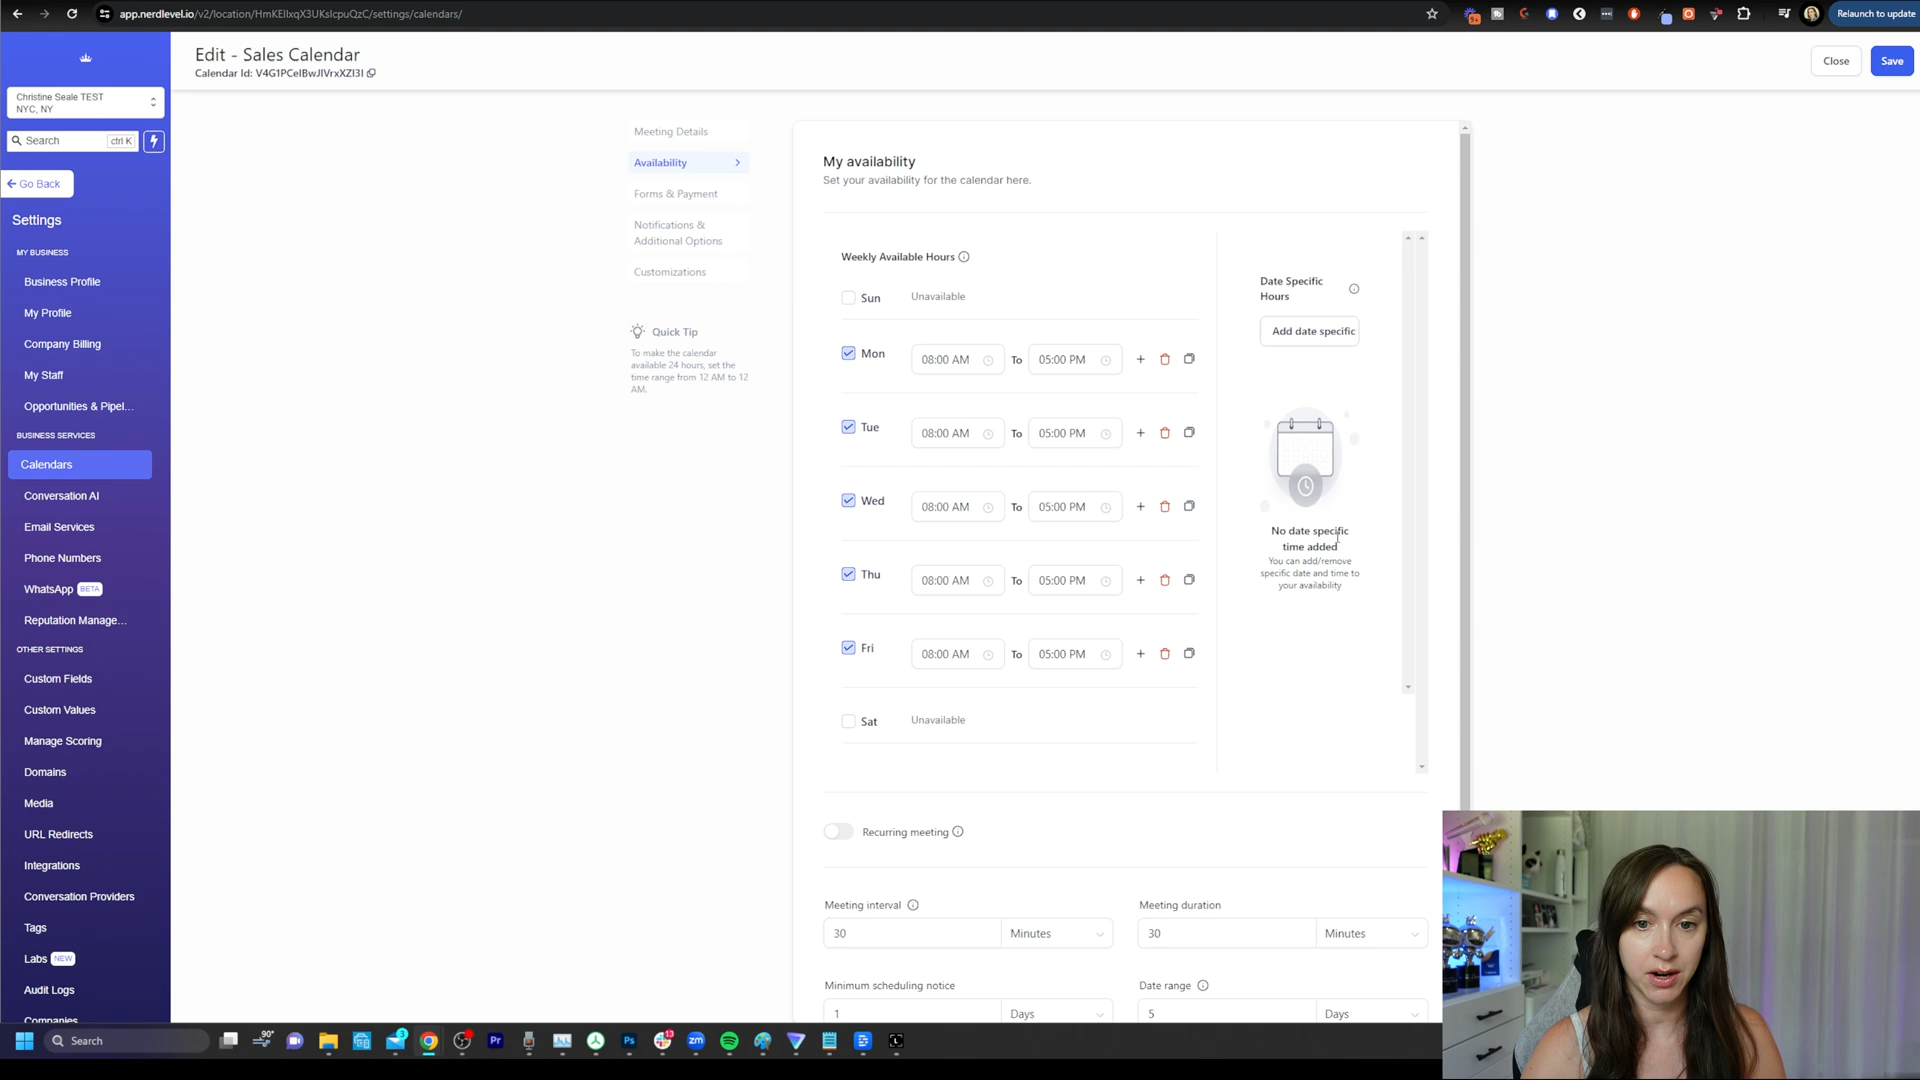 app.nerdlevel.io/v2/location/HmKEIlxqX3UKslcpuQzC/settings/calendars/
9+
Relaunch to update
Edit - Sales Calendar
Calendar Id: V4G1PCeIBwJIVrxXZI3I
Close
Save
Christine Seale TEST
NYC, NY
Search
ctrl K
Go Back
Settings
MY BUSINESS
Business Profile
My Profile
Company Billing
My Staff
Opportunities & Pipel...
BUSINESS SERVICES
Calendars
Conversation AI
Email Services
Phone Numbers
WhatsApp BETA
Reputation Manage...
OTHER SETTINGS
Custom Fields
Custom Values
Manage Scoring
Domains
Media
URL Redirects
Integrations
Conversation Providers
Tags
Labs NEW
Audit Logs
Companies
Meeting Details
Availability
Forms & Payment
Notifications &
Additional Options
Customizations
Quick Tip
To make the calendar
available 24 hours, set the
time range from 12 AM to 12
AM.
My availability
Set your availability for the calendar here.
Weekly Available Hours
Sun Unavailable
Mon 08:00 AM To 05:00 PM
Tue 08:00 AM To 05:00 PM
Wed 08:00 AM To 05:00 PM
Thu 08:00 AM To 05:00 PM
Fri 08:00 AM To 05:00 PM
Sat Unavailable
Date Specific
Hours
Add date specific
No date specific
time added
You can add/remove
specific date and time to
your availability
Recurring meeting
Meeting interval
30 Minutes
Meeting duration
30 Minutes
Minimum scheduling notice
1 Days
Date range
5 Days
Search
90°
3
Pr
Ps
13
zm